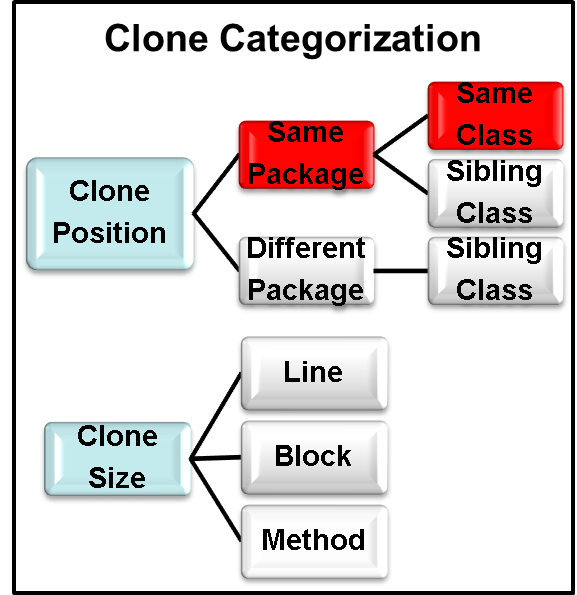 Clone Categorization
Clone
Position
Same
Package
Same
Class
Sibling
Class
Different
Package
Sibling
Class
Clone
Size
Line
Block
Method